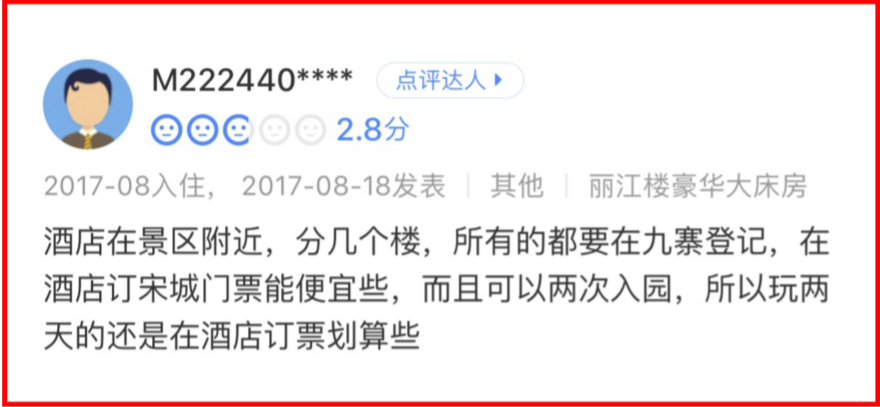 M222440****
点评达人
2.8分
2017-08入住, 2017-08-18发表 其他 丽江楼豪华大床房
酒店在景区附近，分几个楼，所有的都要在九寨登记，在
酒店订宋城门票能便宜些，而且可以两次入园，所以玩两
天的还是在酒店订票划算些